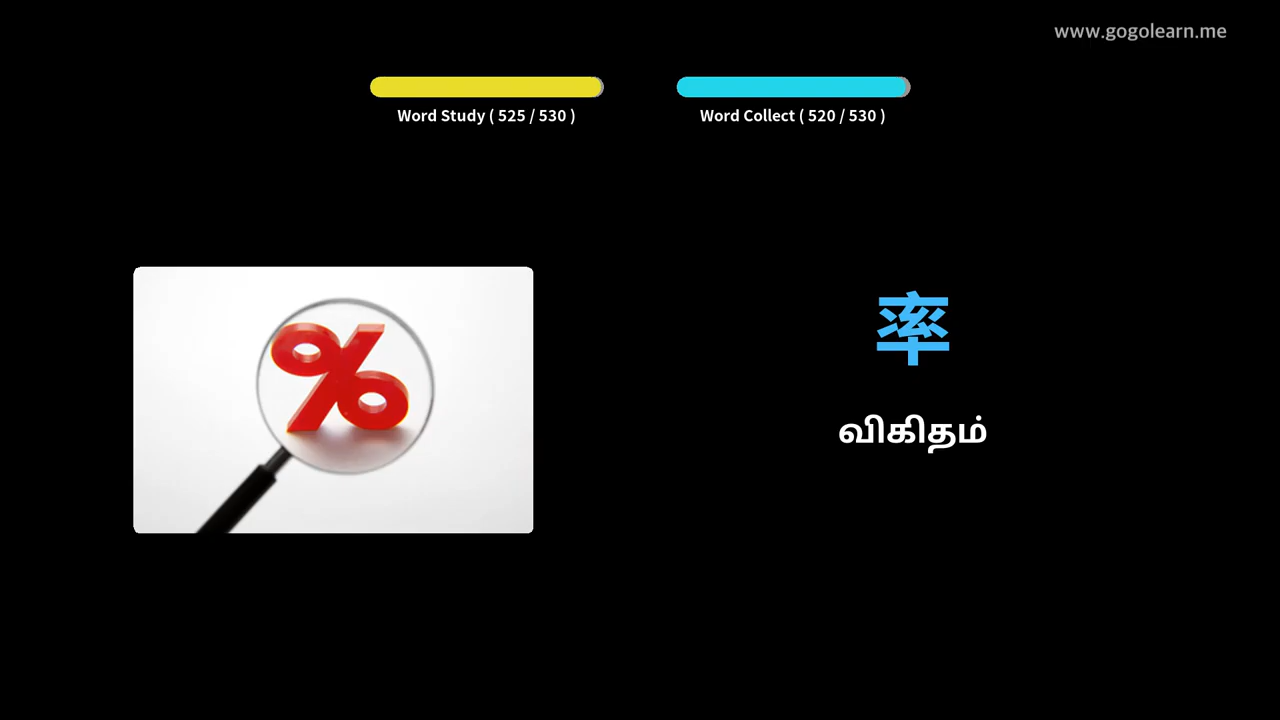 www.gogolearn.me
Word Study ( 525 / 530 )
Word Collect ( 520 / 530 )
%
率
விகிதம்